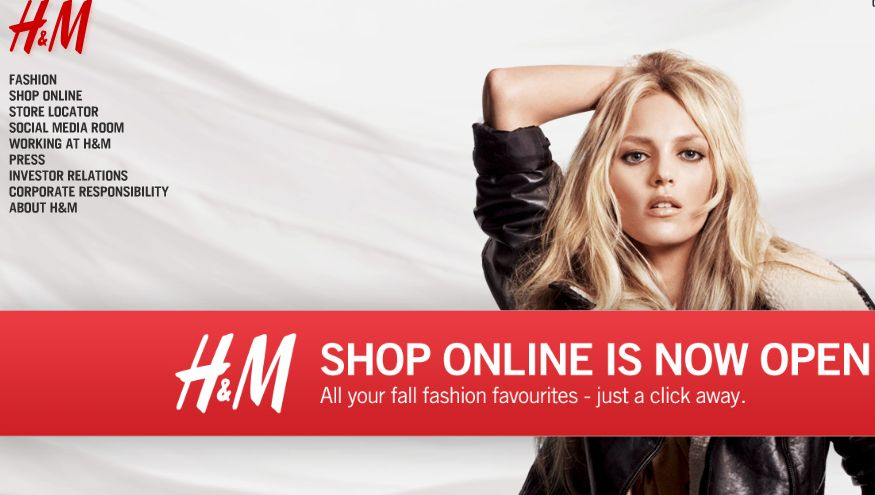 H&M
FASHION
SHOP ONLINE
STORE LOCATOR
SOCIAL MEDIA ROOM
WORKING AT H&M
PRESS
INVESTOR RELATIONS
CORPORATE RESPONSIBILITY
ABOUT H&M
H&M
SHOP ONLINE IS NOW OPEN
All your fall fashion favourites - just a click away.